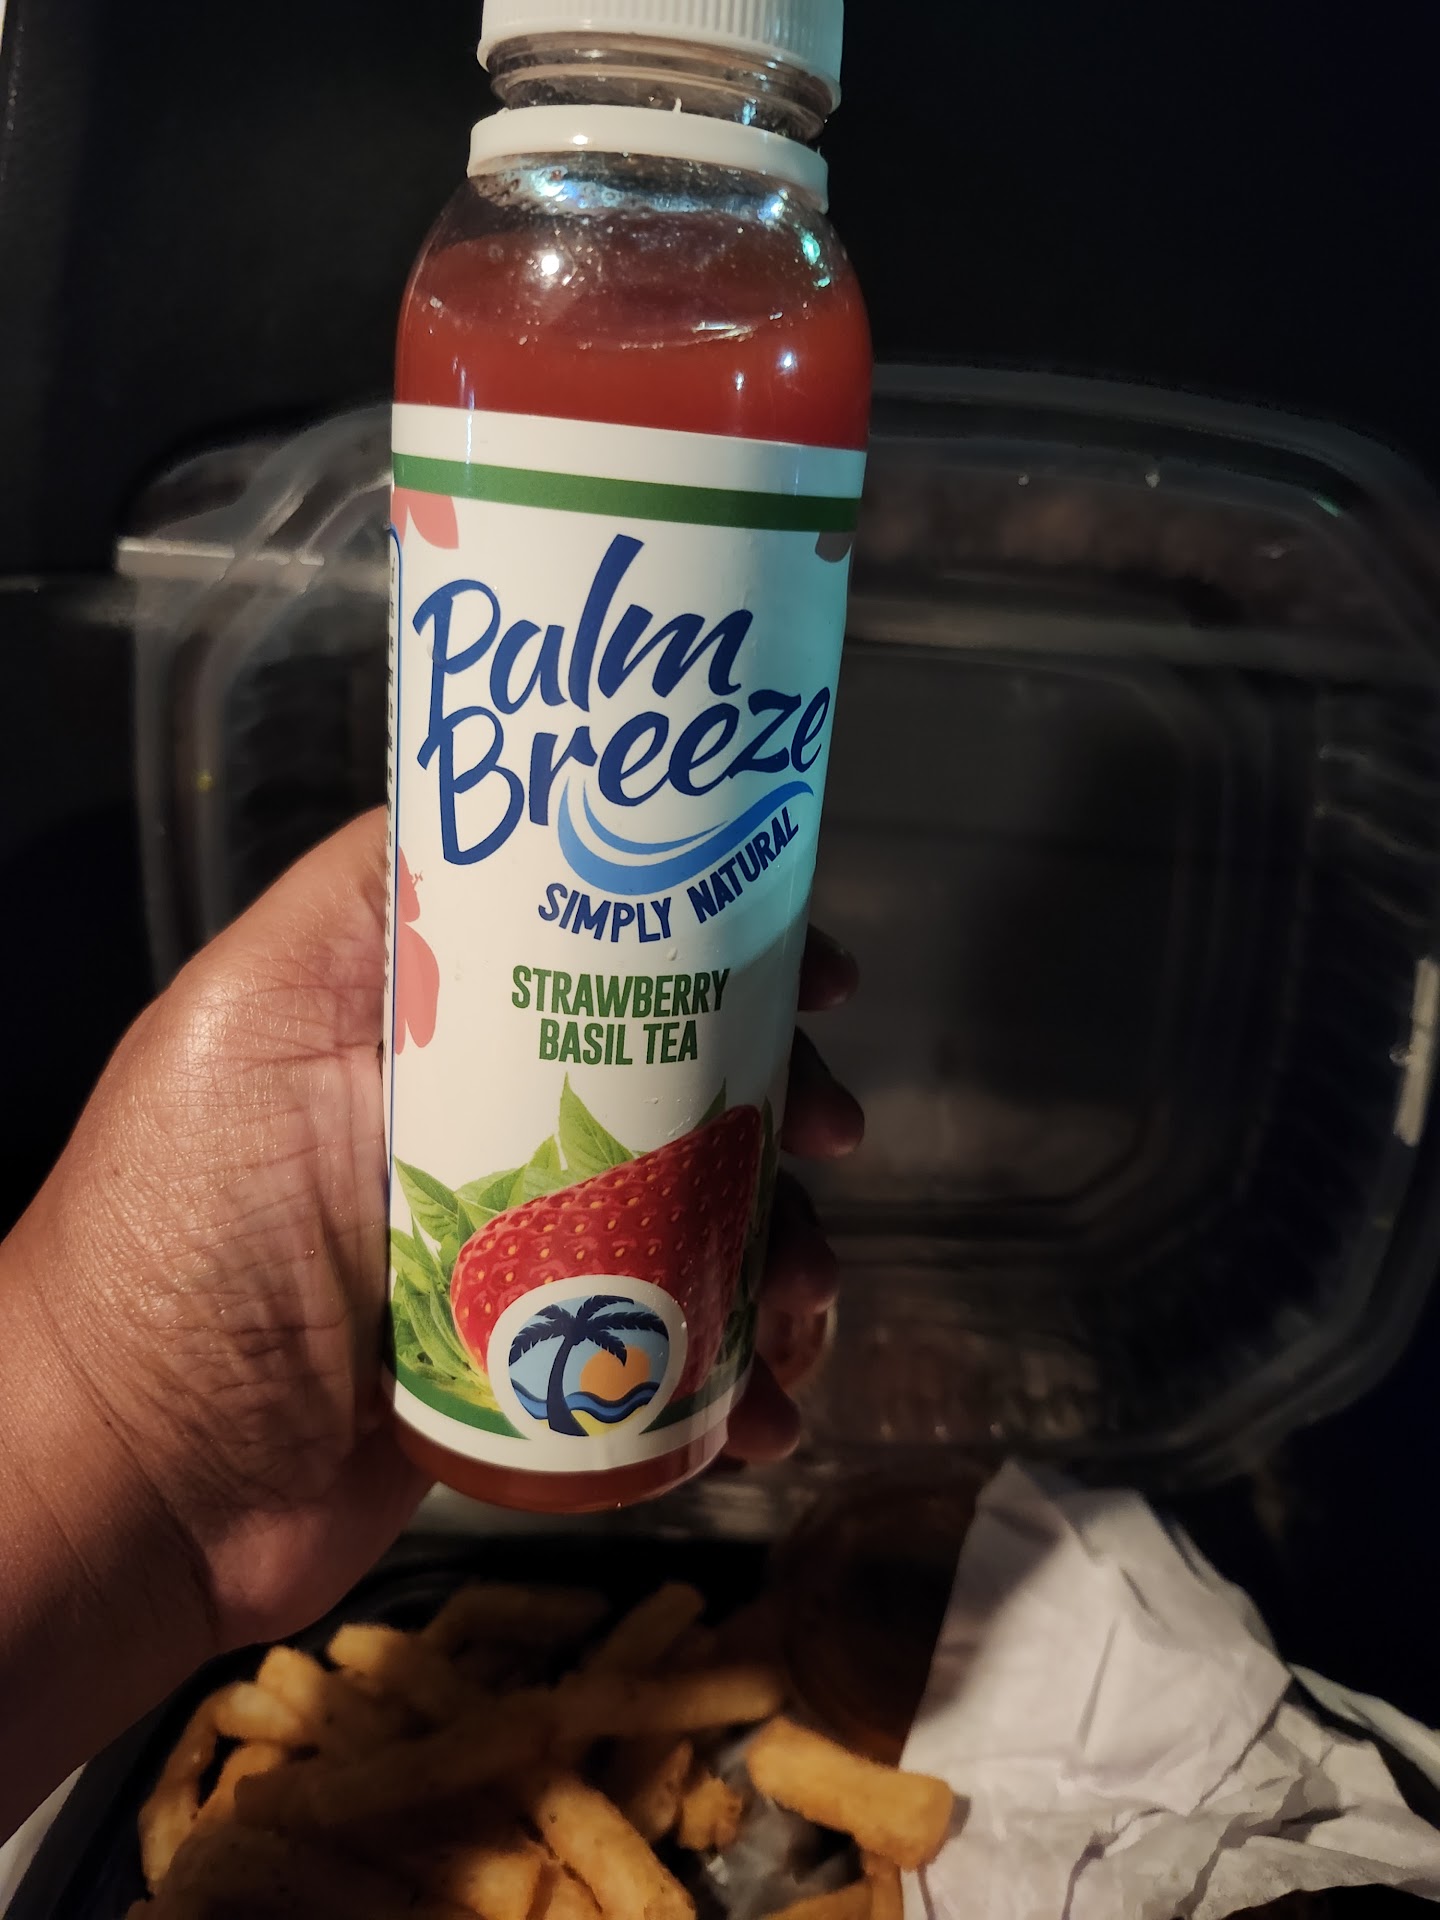 Palm
Breeze
SIMPLY NATURAL
STRAWBERRY
BASIL TEA